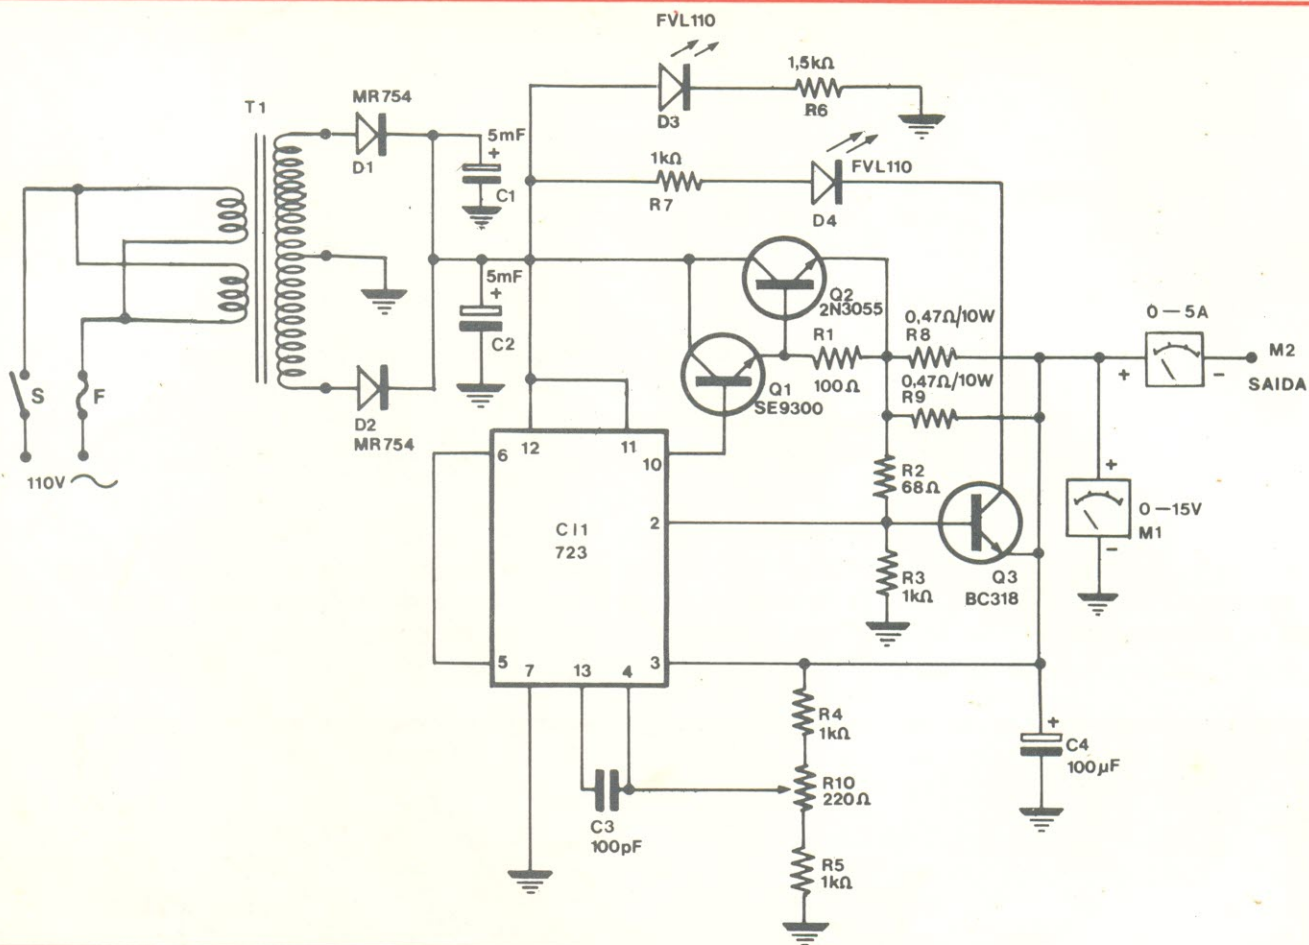 FVL110
D3
1,5kΩ
R6
T1
MR754
D1
5mF
+
C1
1kΩ
R7
FVL110
D4
5mF
+
C2
Q2
2N3055
R1
100Ω
0,47Ω/10W
R8
0,47Ω/10W
R9
0-5A
+
-
M2
SAIDA
Q1
SE9300
S
F
110V
D2
MR754
6
12
11
10
2
CI1
723
5
7
13
4
3
R2
68Ω
R3
1kΩ
Q3
BC318
+
0-15V
M1
-
R4
1kΩ
R10
220Ω
R5
1kΩ
C3
100pF
+
C4
100µF